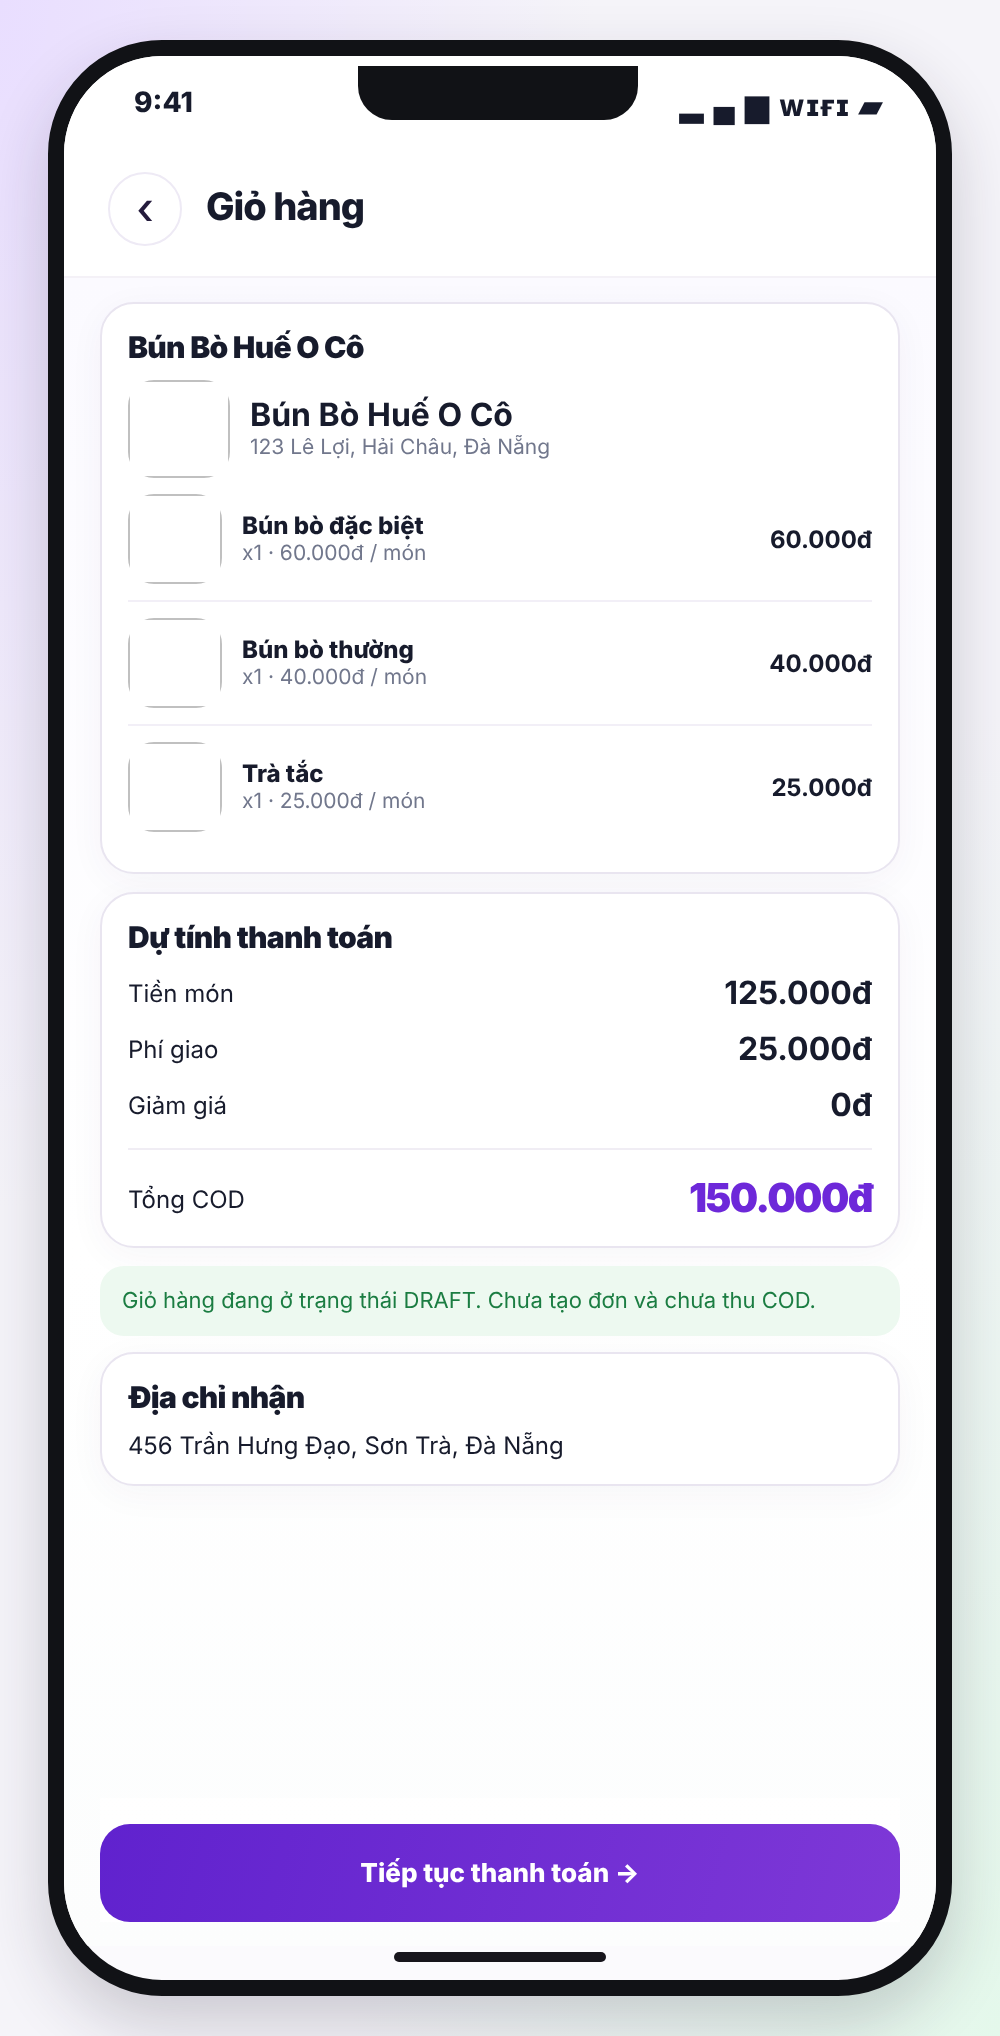 9:41
WIFI
Giỏ hàng
Bún Bò Huế O Cô
Bún Bò Huế O Cô
123 Lê Lợi, Hải Châu, Đà Nẵng
Bún bò đặc biệt
x1 · 60.000đ / món
60.000đ
Bún bò thường
x1 · 40.000đ / món
40.000đ
Trà tắc
x1 · 25.000đ / món
25.000đ
Dự tính thanh toán
Tiền món 125.000đ
Phí giao 25.000đ
Giảm giá 0đ
Tổng COD 150.000đ
Giỏ hàng đang ở trạng thái DRAFT. Chưa tạo đơn và chưa thu COD.
Địa chỉ nhận
456 Trần Hưng Đạo, Sơn Trà, Đà Nẵng
Tiếp tục thanh toán →